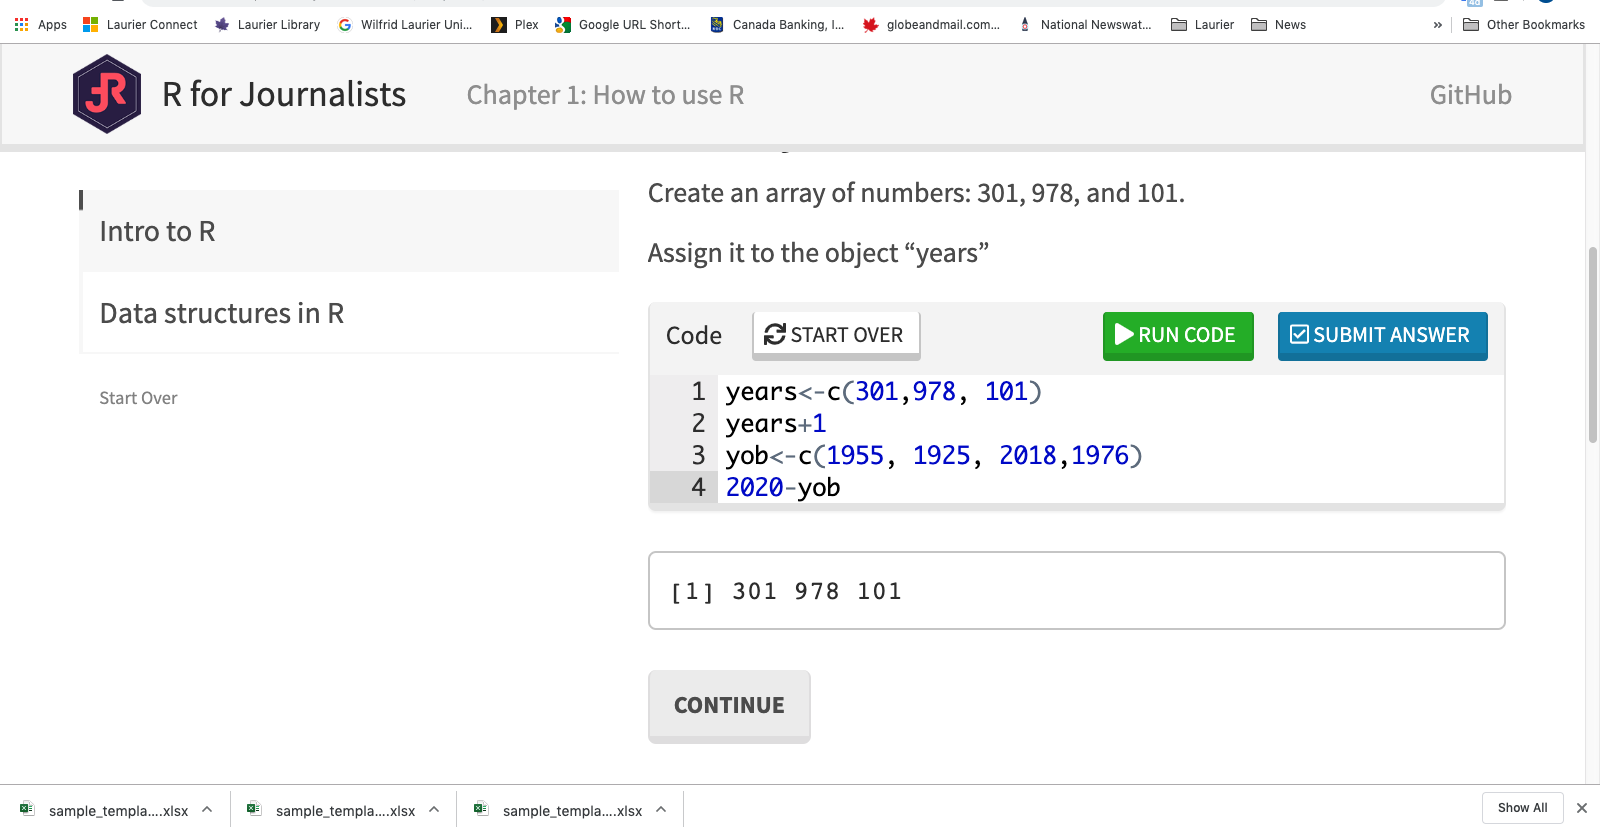 Apps Laurier Connect Laurier Library Wilfrid Laurier Uni... Plex Google URL Short... Canada Banking, I... globeandmail.com... National Newswat... Laurier News » Other Bookmarks
R for Journalists Chapter 1: How to use R GitHub
Intro to R
Data structures in R
Start Over
Create an array of numbers: 301, 978, and 101.
Assign it to the object “years”
Code START OVER RUN CODE SUBMIT ANSWER
1 years<-c(301,978, 101)
2 years+1
3 yob<-c(1955, 1925, 2018,1976)
4 2020-yob
[1] 301 978 101
CONTINUE
sample_templa....xlsx sample_templa....xlsx sample_templa....xlsx Show All